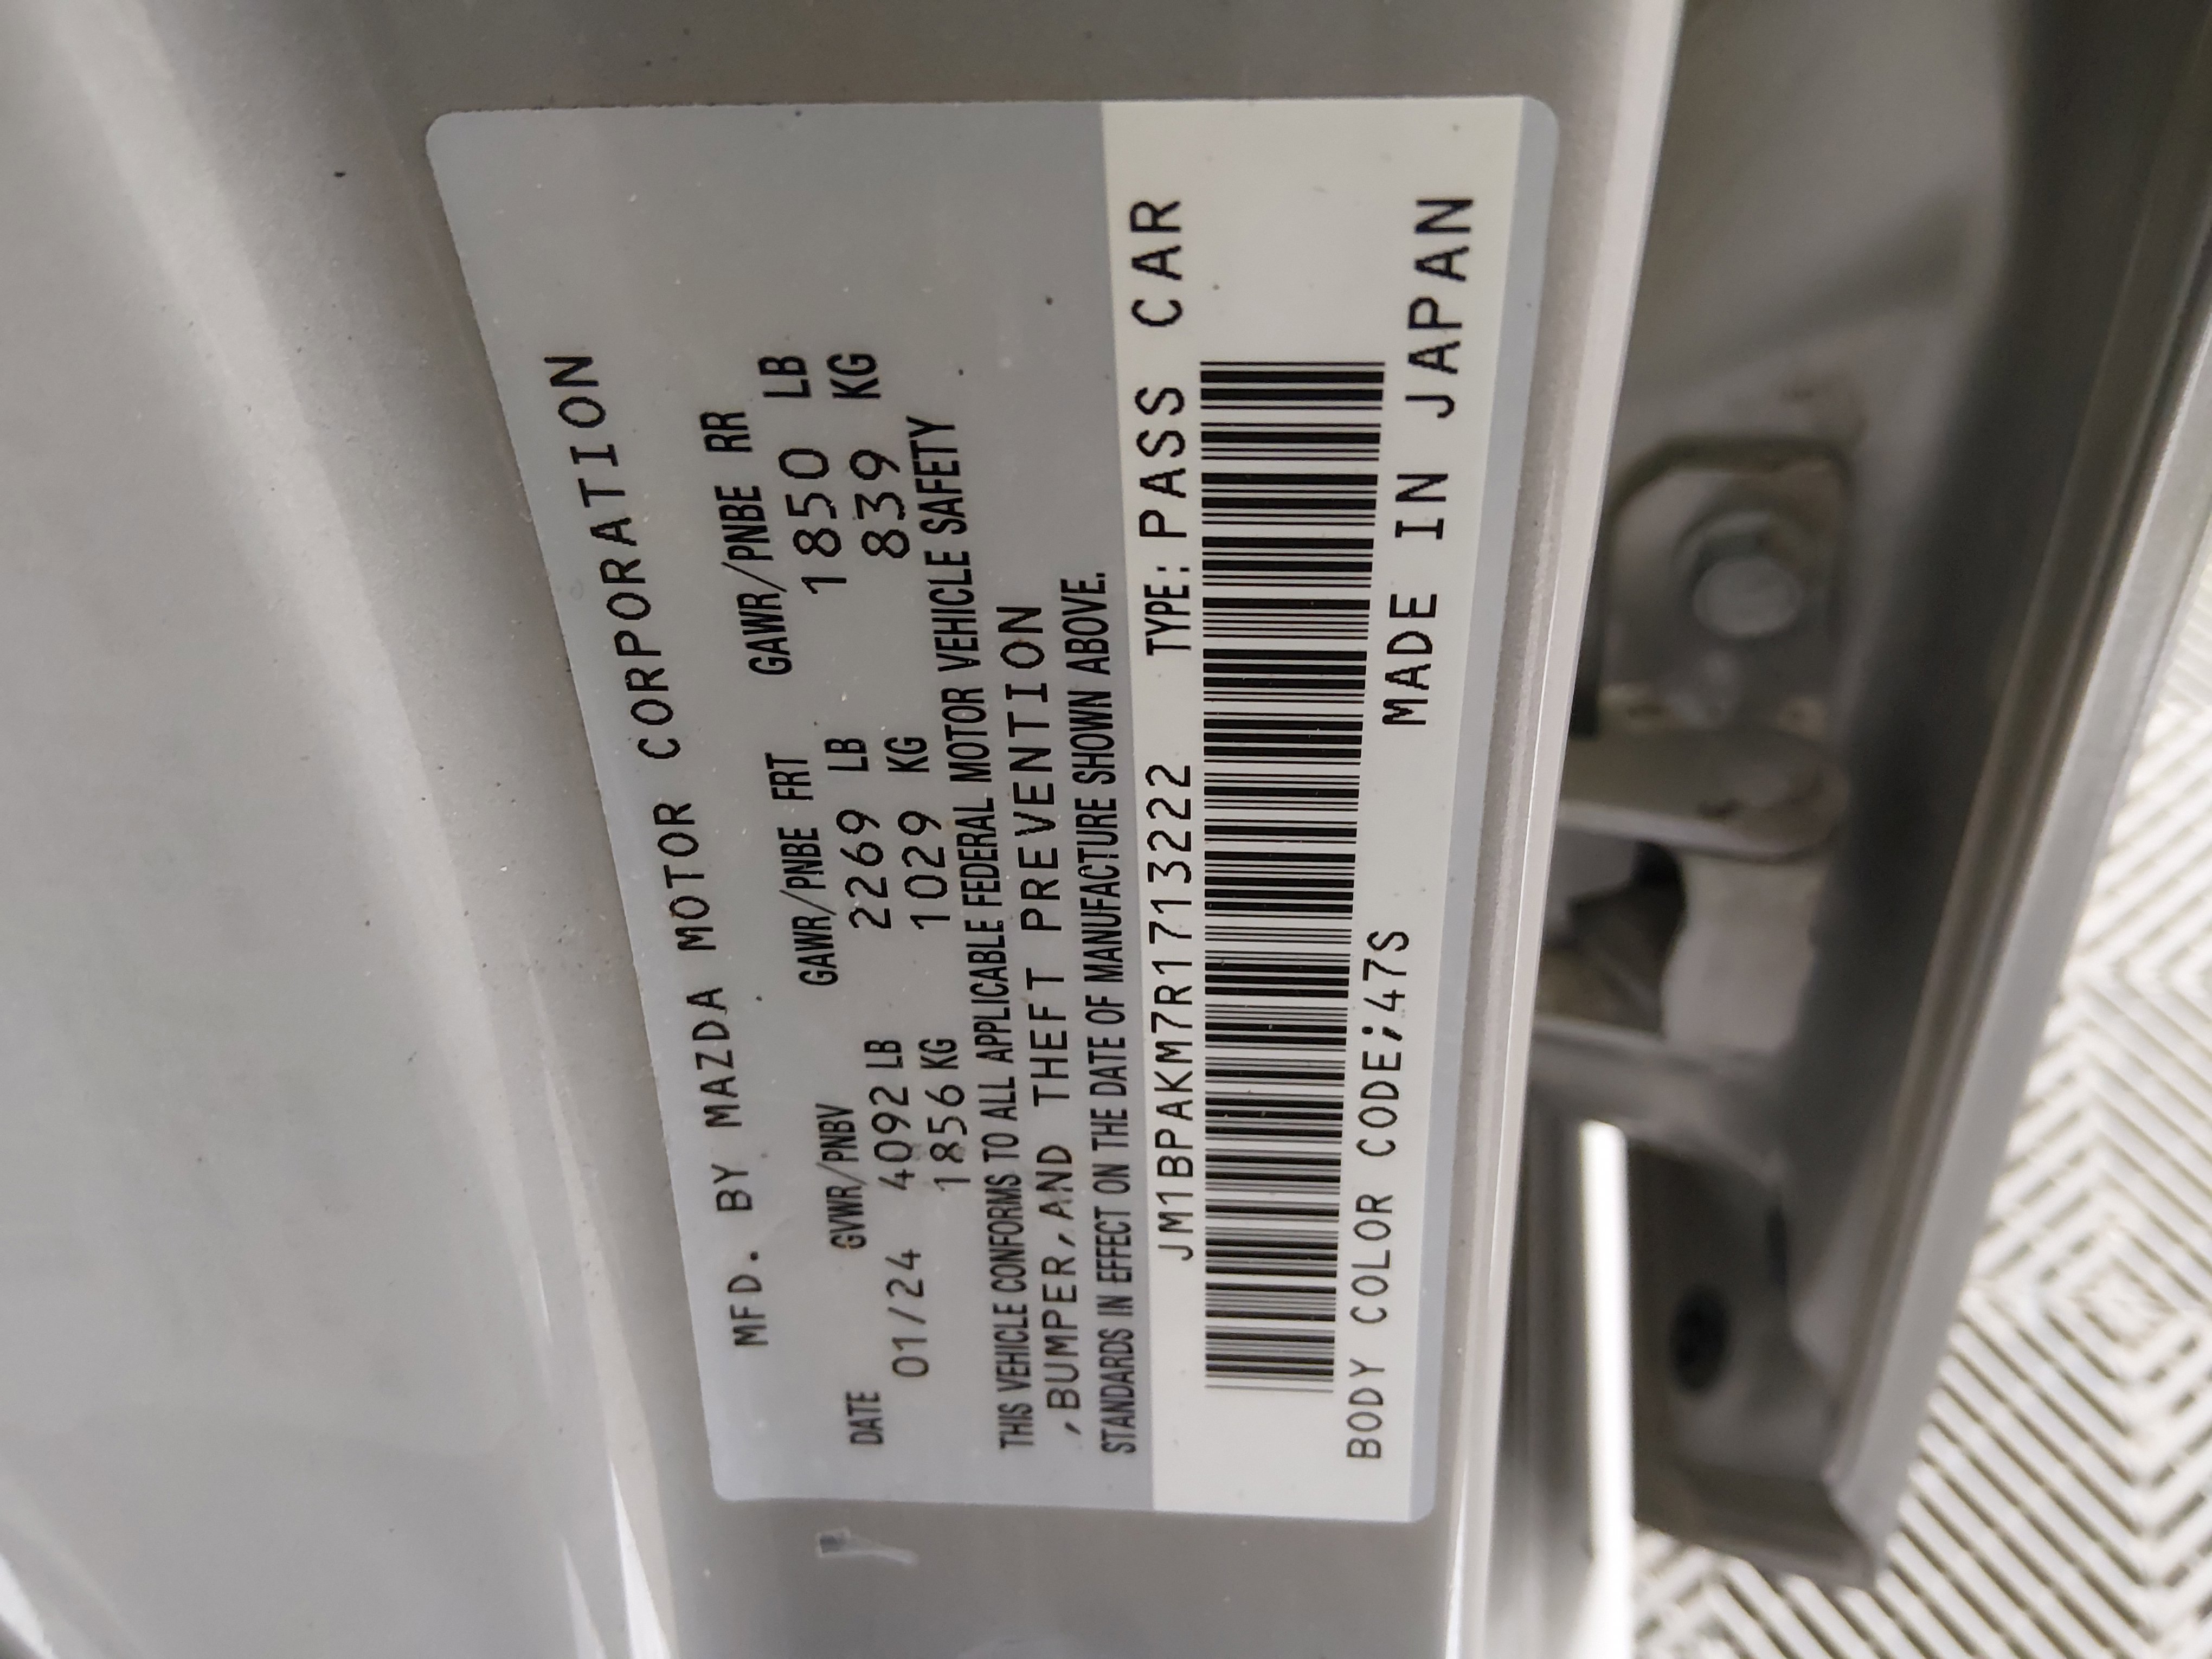 MFD. BY MAZDA MOTOR CORPORATION
DATE GVWR/PNBV GAWR/PNBE FRT GAWR/PNBE RR
01/24 4092 LB 2269 LB 1850 LB
1856 KG 1029 KG 839 KG
THIS VEHICLE CONFORMS TO ALL APPLICABLE FEDERAL MOTOR VEHICLE SAFETY
,BUMPER,AND THEFT PREVENTION
STANDARDS IN EFFECT ON THE DATE OF MANUFACTURE SHOWN ABOVE.
JM1BPAKM7R1713222 TYPE: PASS CAR
BODY COLOR CODE;47S MADE IN JAPAN